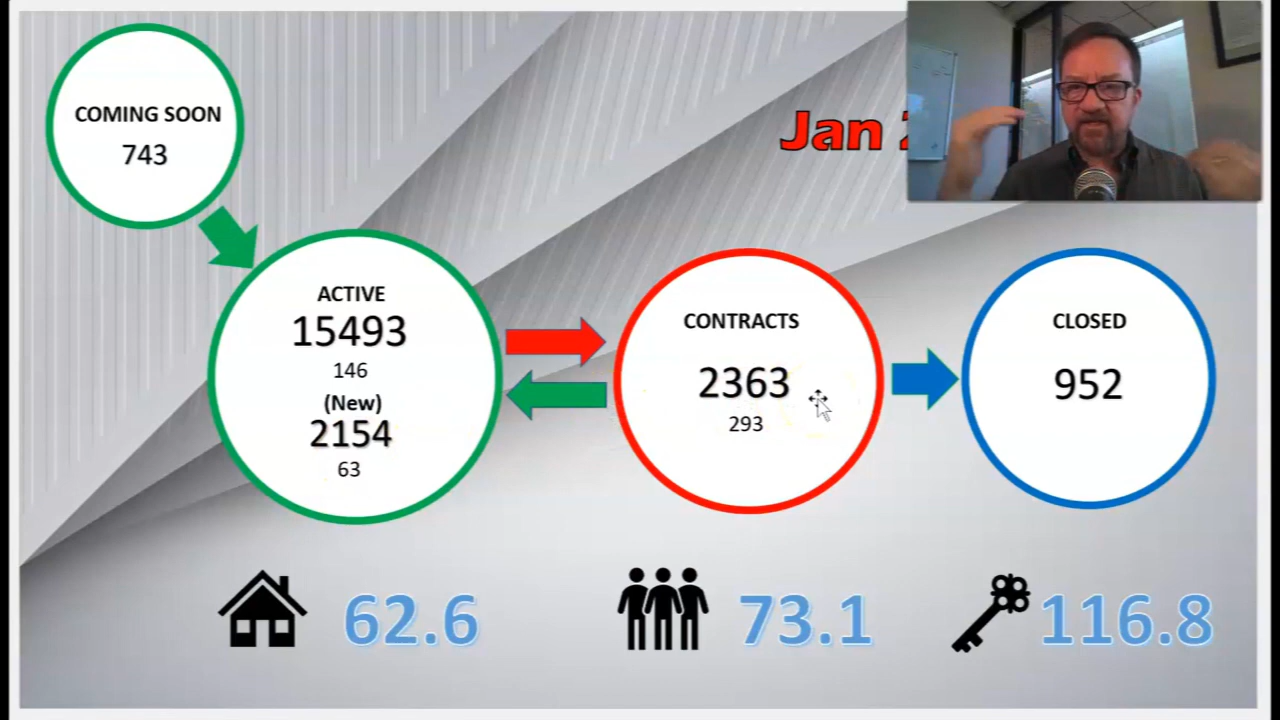 COMING SOON
743
Jan
ACTIVE
15493
146
(New)
2154
63
CONTRACTS
2363
293
CLOSED
952
62.6
73.1
116.8